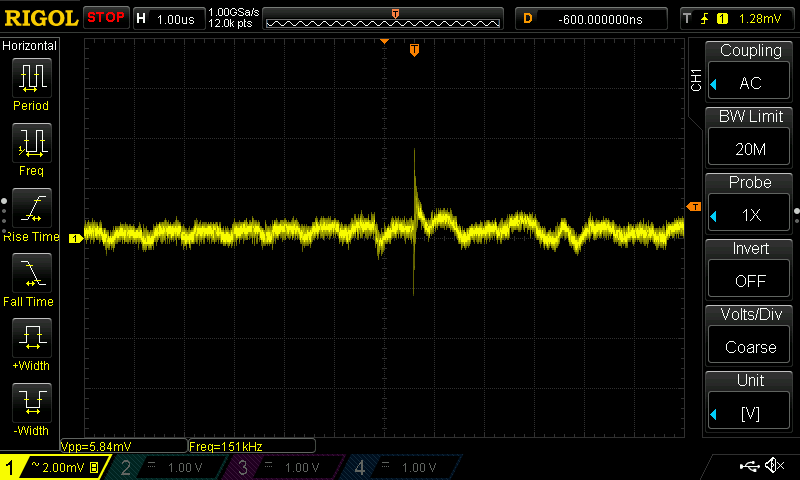 RIGOL STOP H 1.00us 1.00GSa/s D -600.000000ns T 1 1.28mV
12.0k pts
T
Horizontal
Period
Freq
Rise Time
Fall Time
+Width
-Width
T
T
1
CH1
Coupling
AC
BW Limit
20M
Probe
1X
Invert
OFF
Volts/Div
Coarse
Unit
[V]
Vpp=5.84mV Freq=151kHz
1 ~ 2.00mV B 2 1.00 V 3 1.00 V 4 1.00 V